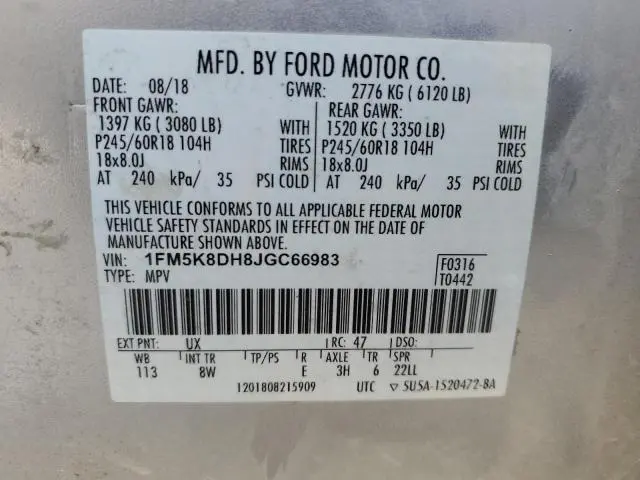 MFD. BY FORD MOTOR CO.
DATE: 08/18 GVWR: 2776 KG ( 6120 LB)
FRONT GAWR: REAR GAWR:
1397 KG ( 3080 LB) WITH 1520 KG ( 3350 LB) WITH
P245/60R18 104H TIRES P245/60R18 104H TIRES
18x8.0J RIMS 18x8.0J RIMS
AT 240 kPa/ 35 PSI COLD AT 240 kPa/ 35 PSI COLD
THIS VEHICLE CONFORMS TO ALL APPLICABLE FEDERAL MOTOR
VEHICLE SAFETY STANDARDS IN EFFECT ON THE DATE OF
MANUFACTURE SHOWN ABOVE.
VIN: 1FM5K8DH8JGC66983 F0316
TYPE: MPV T0442
EXT PNT: UX RC: 47 DSO:
WB INT TR TP/PS R AXLE TR SPR
113 8W E 3H 6 22LL
1201808215909 UTC ▽ 5U5A-1520472-BA